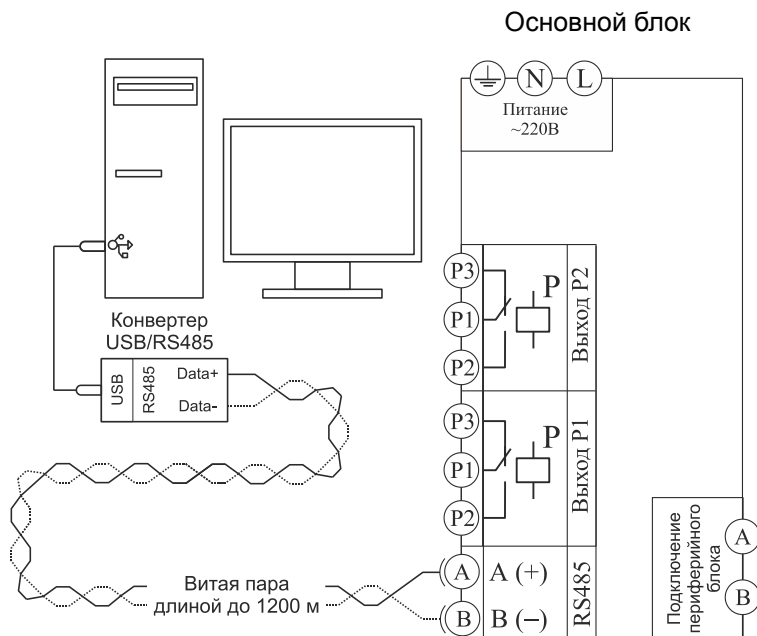 Основной блок
N
L
Питание
~220В
Конвертер
USB/RS485
USB
RS485
Data+
Data-
P3
P1
P2
P
Выход P2
P3
P1
P2
P
Выход P1
A
A (+)
B
B (−)
RS485
Витая пара
длиной до 1200 м
Подключение
периферийного
блока
A
B